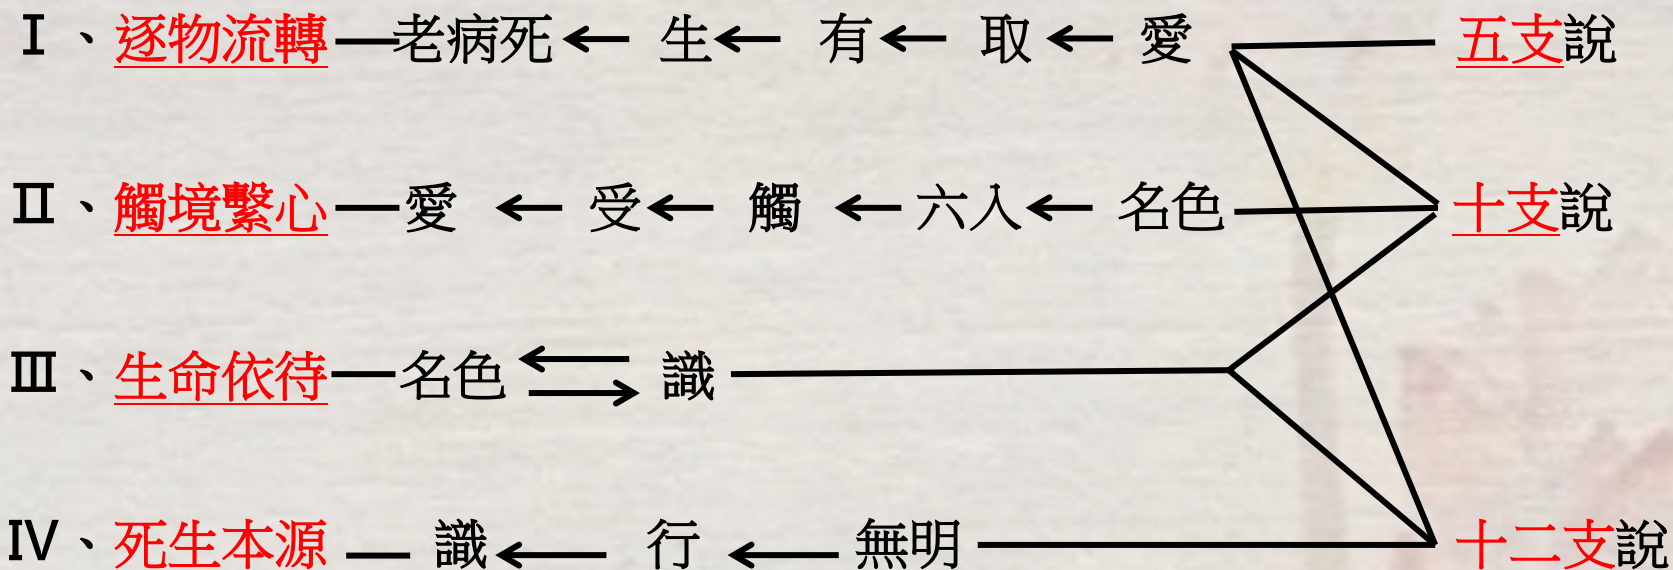 Ⅰ、逐物流轉 老病死 ← 生 ← 有 ← 取 ← 愛 五支說
Ⅱ、觸境繫心 愛 ← 受 ← 觸 ← 六入 ← 名色 十支說
Ⅲ、生命依待 名色 ← → 識
Ⅳ、死生本源 識 ← 行 ← 無明 十二支說